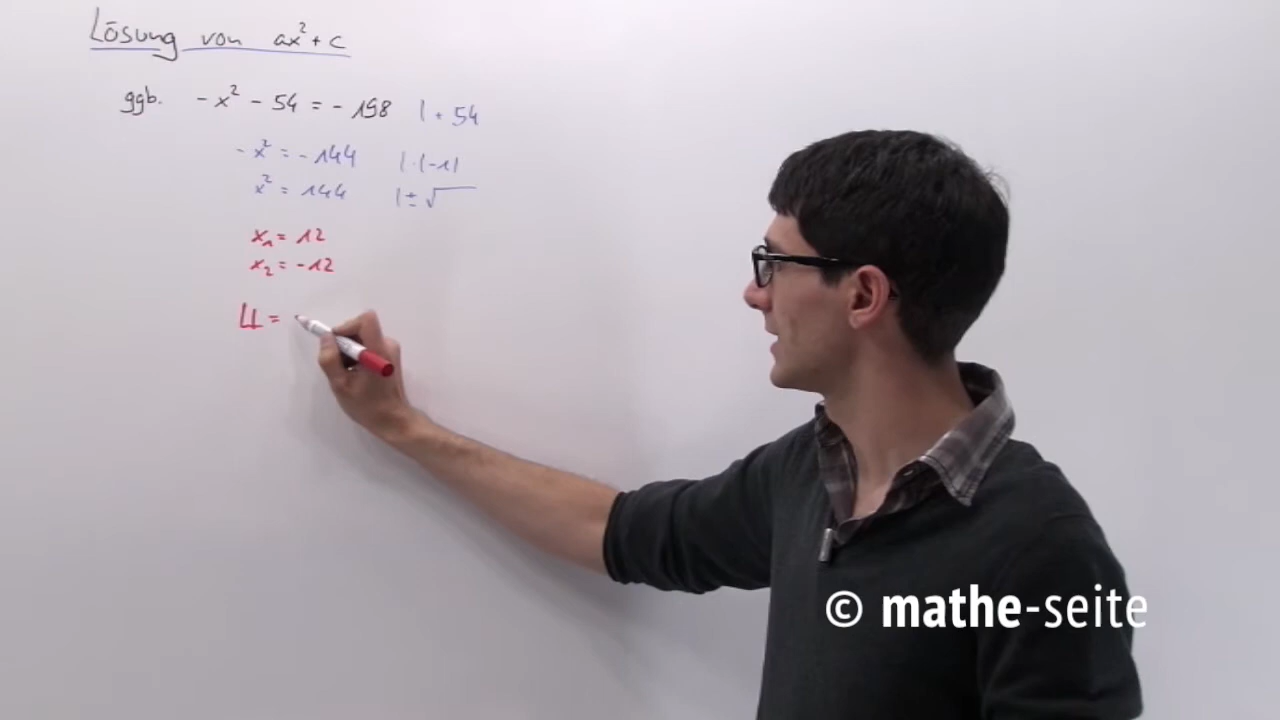 Lösung von ax² + c
ggb. - x² - 54 = - 198 | + 54
- x² = - 144 | · (-1)
x² = 144 | ± √
x₁ = 12
x₂ = -12
𝕃 =
© mathe-seite